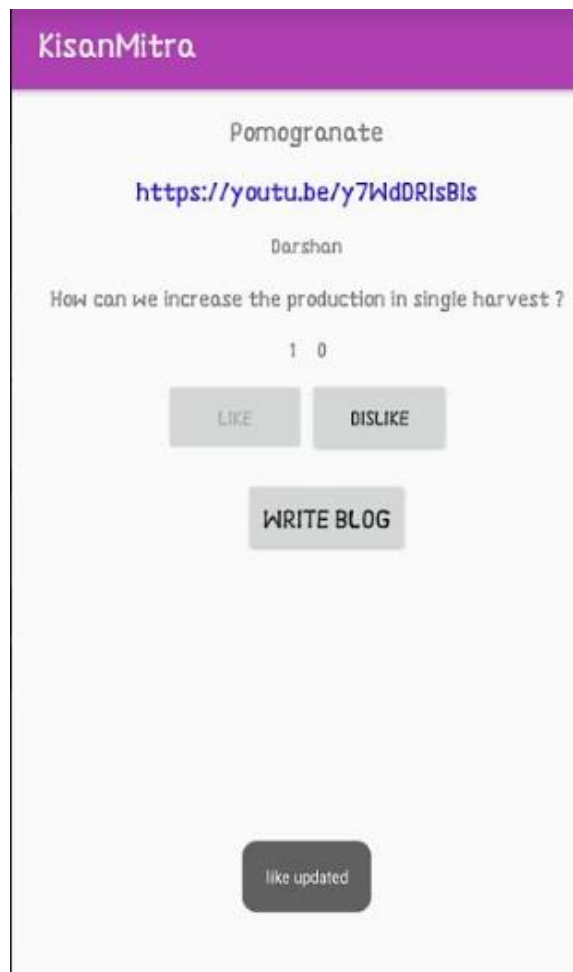 KisanMitra
Pomogranate
https://youtu.be/y7WdDRlsBls
Darshan
How can we increase the production in single harvest ?
1 0
LIKE DISLIKE
WRITE BLOG
like updated